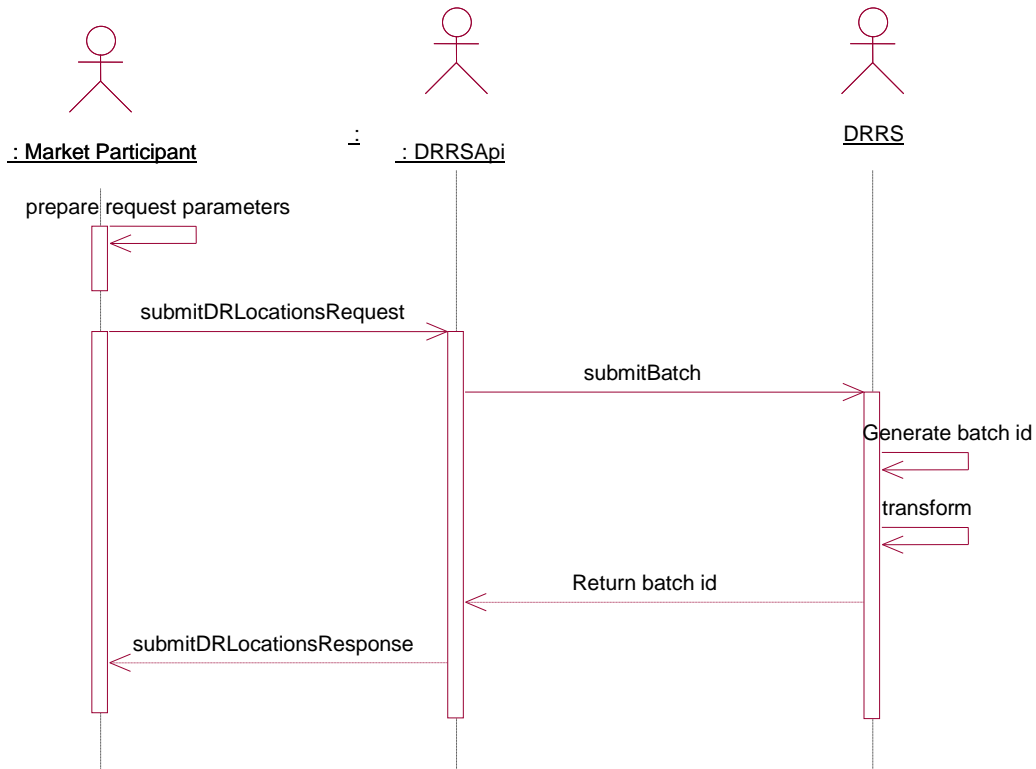 : Market Participant
:
: DRRSApi
DRRS
prepare request parameters
submitDRLocationsRequest
submitBatch
Generate batch id
transform
Return batch id
submitDRLocationsResponse